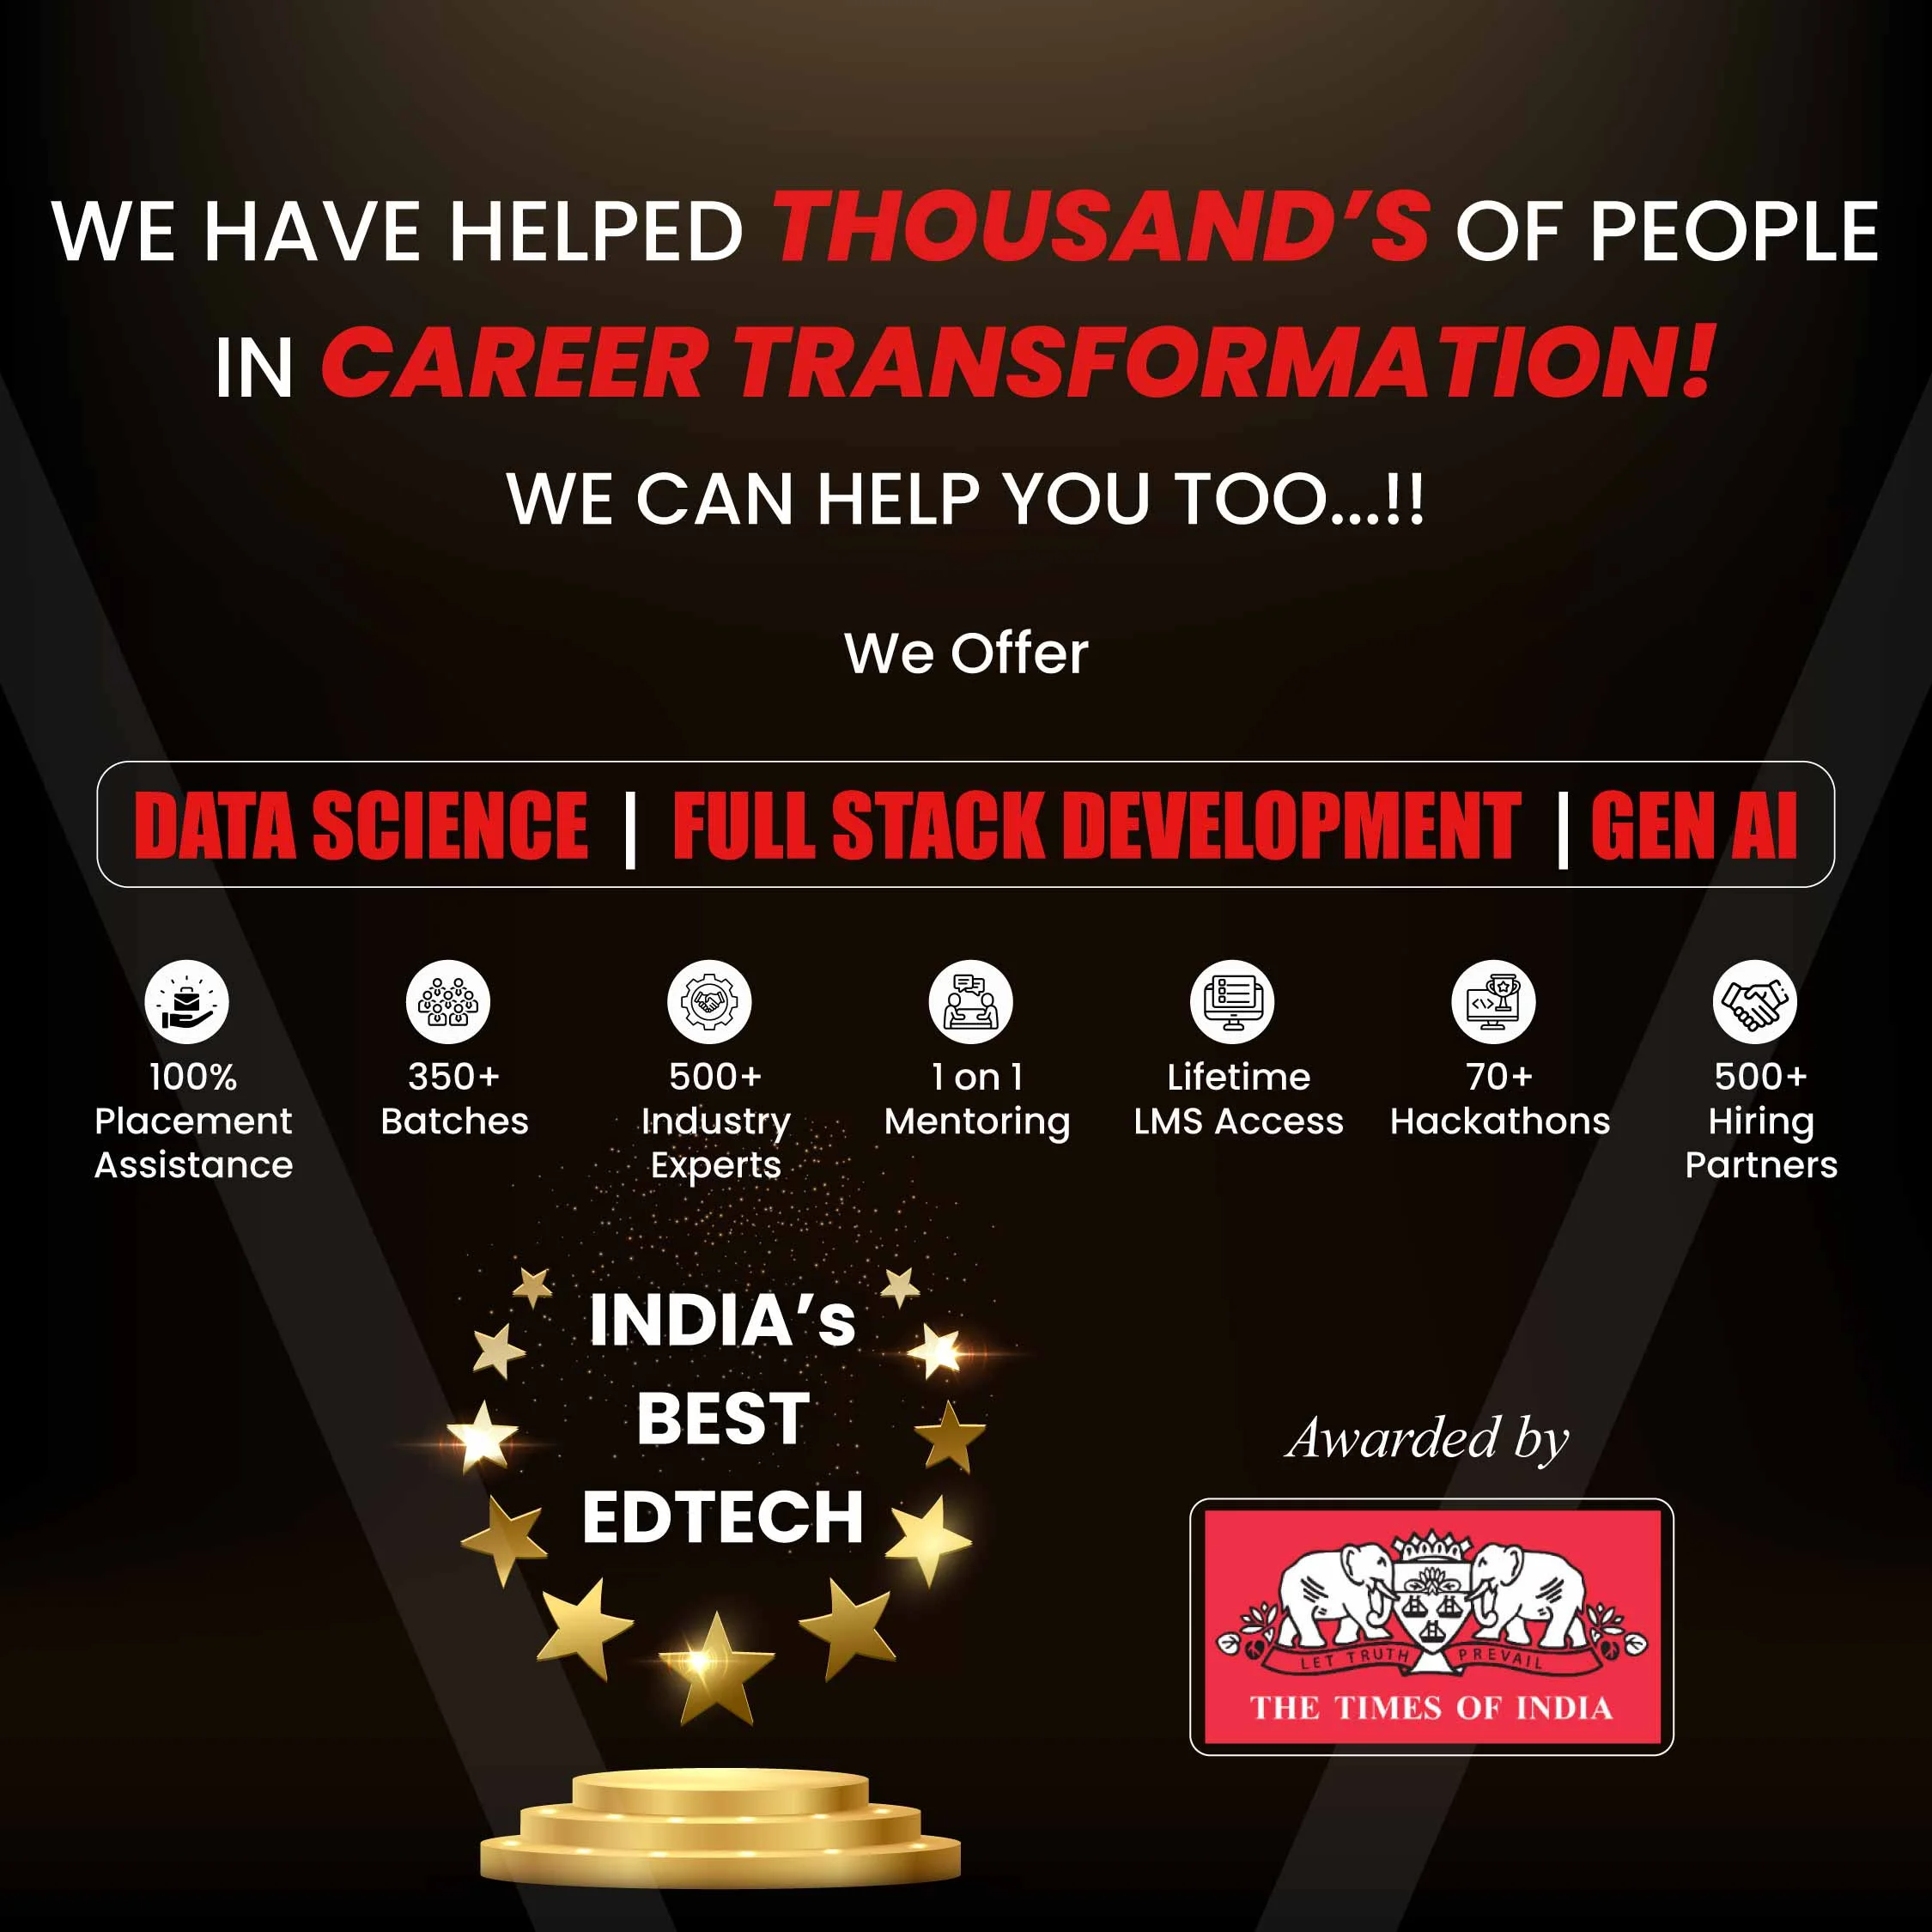 WE HAVE HELPED THOUSAND'S OF PEOPLE
IN CAREER TRANSFORMATION!
WE CAN HELP YOU TOO...!!
We Offer
DATA SCIENCE | FULL STACK DEVELOPMENT | GEN AI
100%
Placement
Assistance
350+
Batches
500+
Industry
Experts
1 on 1
Mentoring
Lifetime
LMS Access
70+
Hackathons
500+
Hiring
Partners
INDIA's
BEST
EDTECH
Awarded by
LET TRUTH PREVAIL
THE TIMES OF INDIA